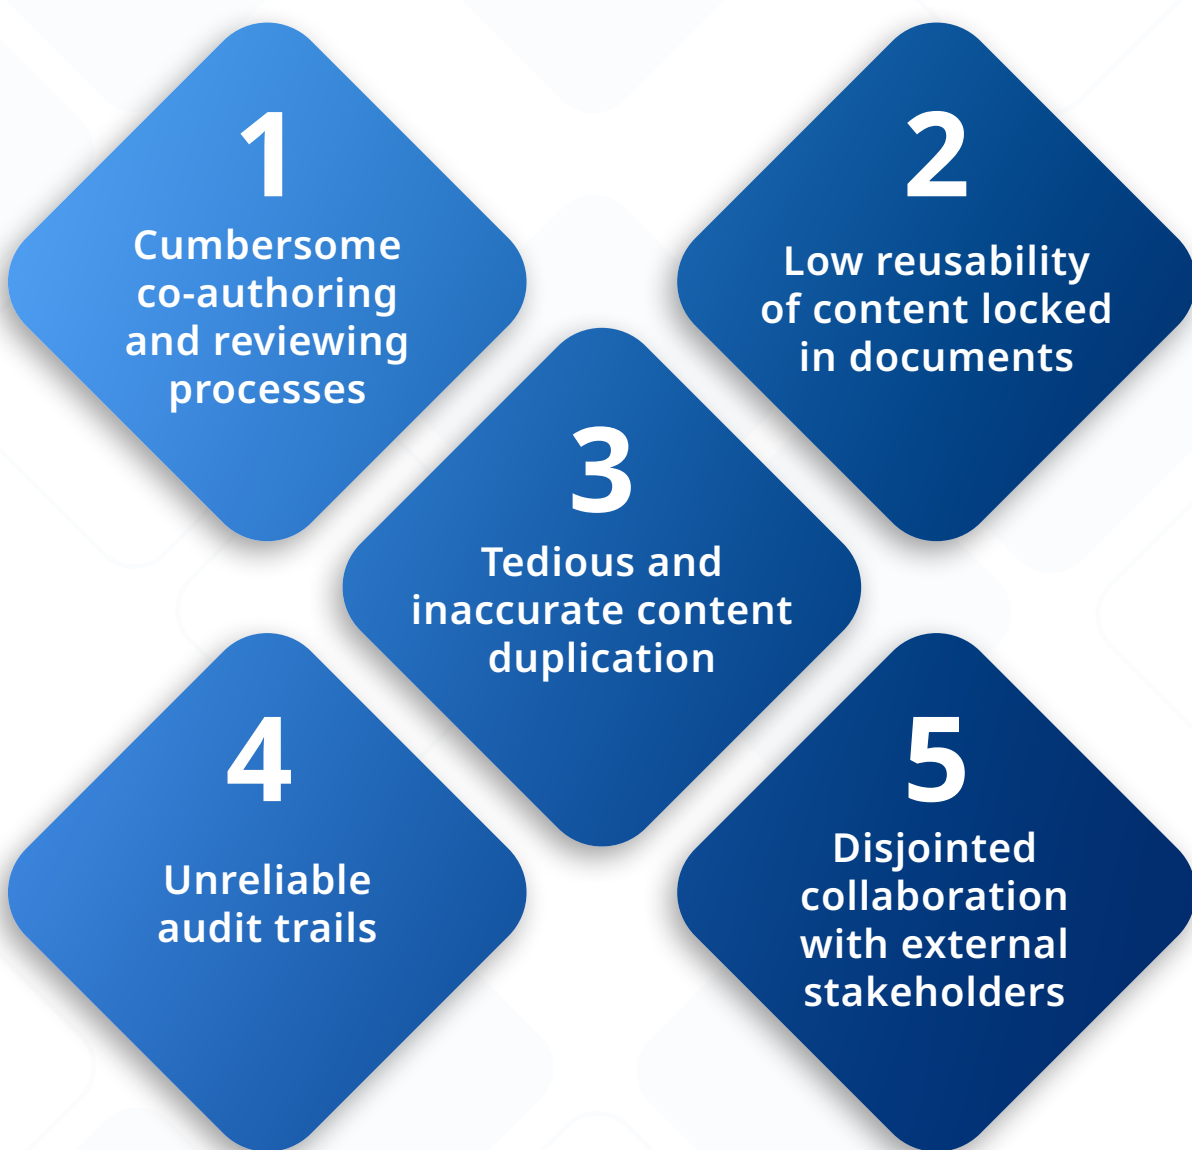 1
Cumbersome
co-authoring
and reviewing
processes
2
Low reusability
of content locked
in documents
3
Tedious and
inaccurate content
duplication
4
Unreliable
audit trails
5
Disjointed
collaboration
with external
stakeholders